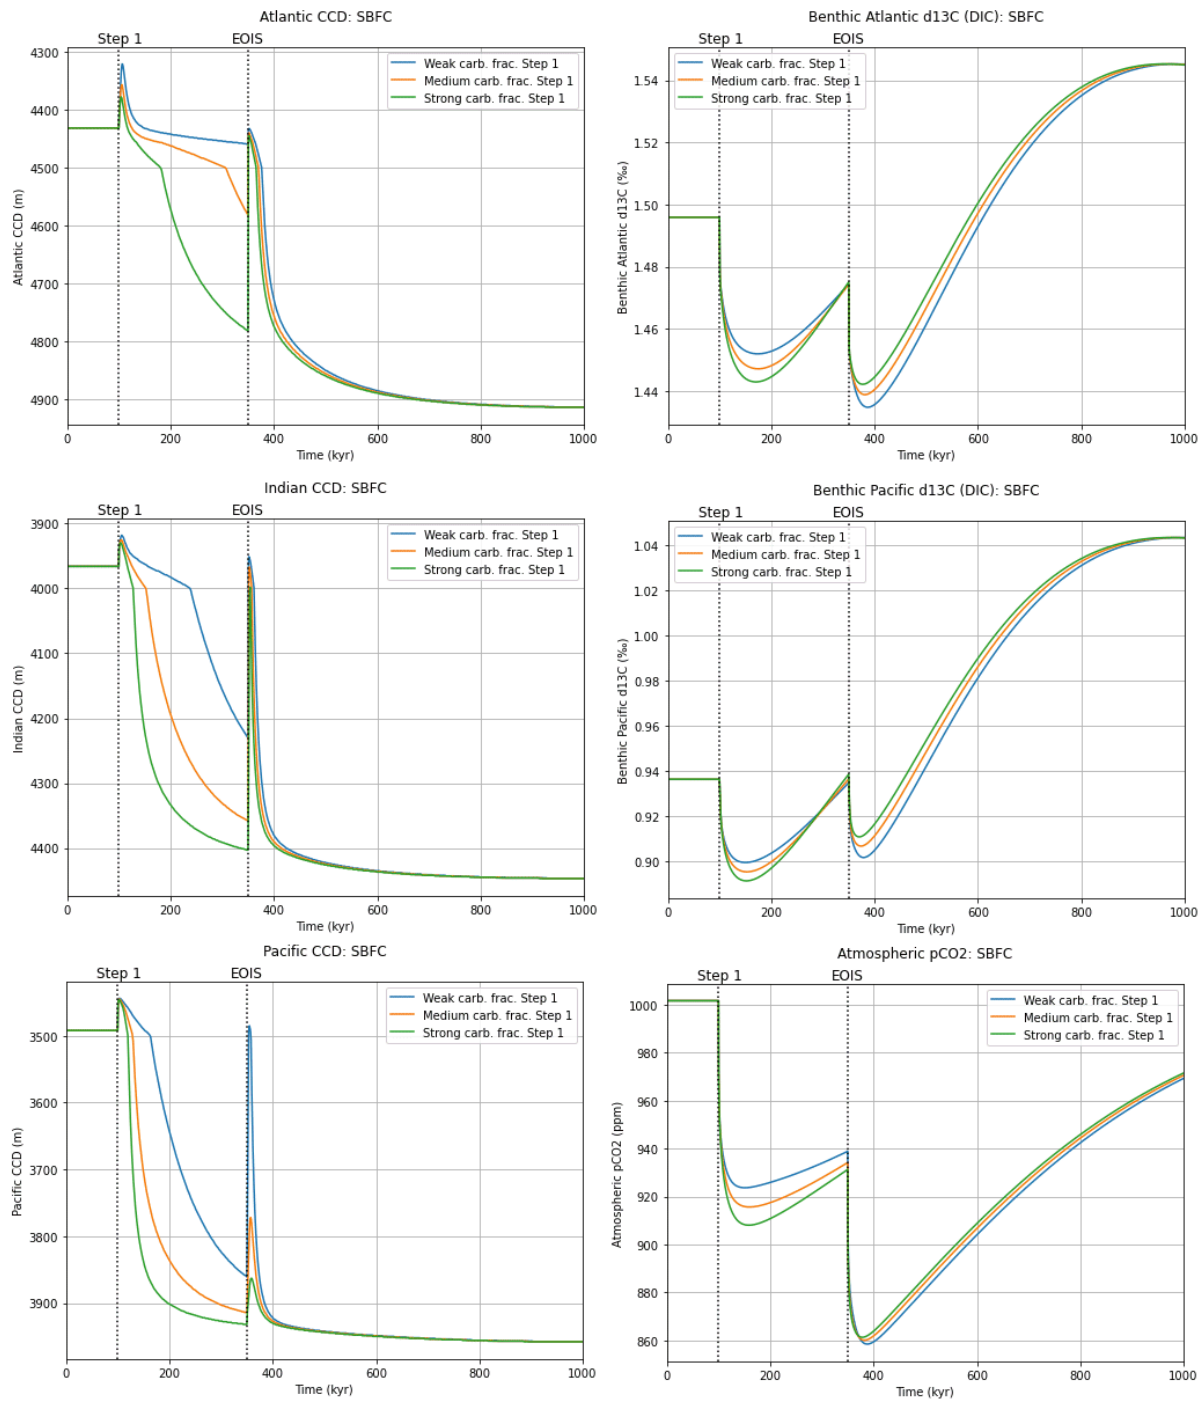 Atlantic CCD: SBFC
Step 1
EOIS
Weak carb. frac. Step 1
Medium carb. frac. Step 1
Strong carb. frac. Step 1
4300
4400
4500
4600
4700
4800
4900
Atlantic CCD (m)
0
200
400
600
800
1000
Time (kyr)
Benthic Atlantic d13C (DIC): SBFC
Step 1
EOIS
Weak carb. frac. Step 1
Medium carb. frac. Step 1
Strong carb. frac. Step 1
1.54
1.52
1.50
1.48
1.46
1.44
Benthic Atlantic d13C (‰)
0
200
400
600
800
1000
Time (kyr)
Indian CCD: SBFC
Step 1
EOIS
Weak carb. frac. Step 1
Medium carb. frac. Step 1
Strong carb. frac. Step 1
3900
4000
4100
4200
4300
4400
Indian CCD (m)
0
200
400
600
800
1000
Time (kyr)
Benthic Pacific d13C (DIC): SBFC
Step 1
EOIS
Weak carb. frac. Step 1
Medium carb. frac. Step 1
Strong carb. frac. Step 1
1.04
1.02
1.00
0.98
0.96
0.94
0.92
0.90
Benthic Pacific d13C (‰)
0
200
400
600
800
1000
Time (kyr)
Pacific CCD: SBFC
Step 1
EOIS
Weak carb. frac. Step 1
Medium carb. frac. Step 1
Strong carb. frac. Step 1
3500
3600
3700
3800
3900
Pacific CCD (m)
0
200
400
600
800
1000
Time (kyr)
Atmospheric pCO2: SBFC
Step 1
EOIS
Weak carb. frac. Step 1
Medium carb. frac. Step 1
Strong carb. frac. Step 1
1000
980
960
940
920
900
880
860
Atmospheric pCO2 (ppm)
0
200
400
600
800
1000
Time (kyr)